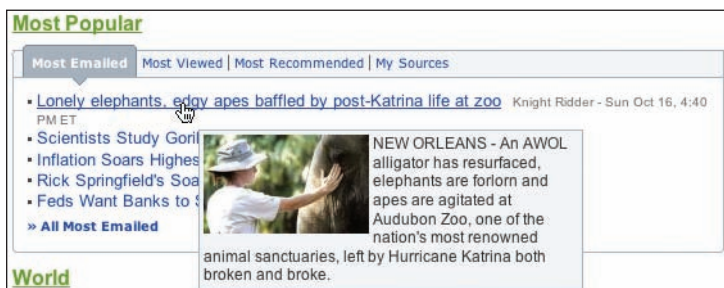 Most Popular
Most Emailed Most Viewed | Most Recommended | My Sources
Lonely elephants, edgy apes baffled by post-Katrina life at zoo Knight Ridder - Sun Oct 16, 4:40
PM ET
Scientists Study
Inflation Soars
Rick Springfield's
Feds Want Banks to
» All Most Emailed
NEW ORLEANS - An AWOL
alligator has resurfaced,
elephants are forlorn and
apes are agitated at
Audubon Zoo, one of the
nation's most renowned
animal sanctuaries, left by Hurricane Katrina both
broken and broke.
World